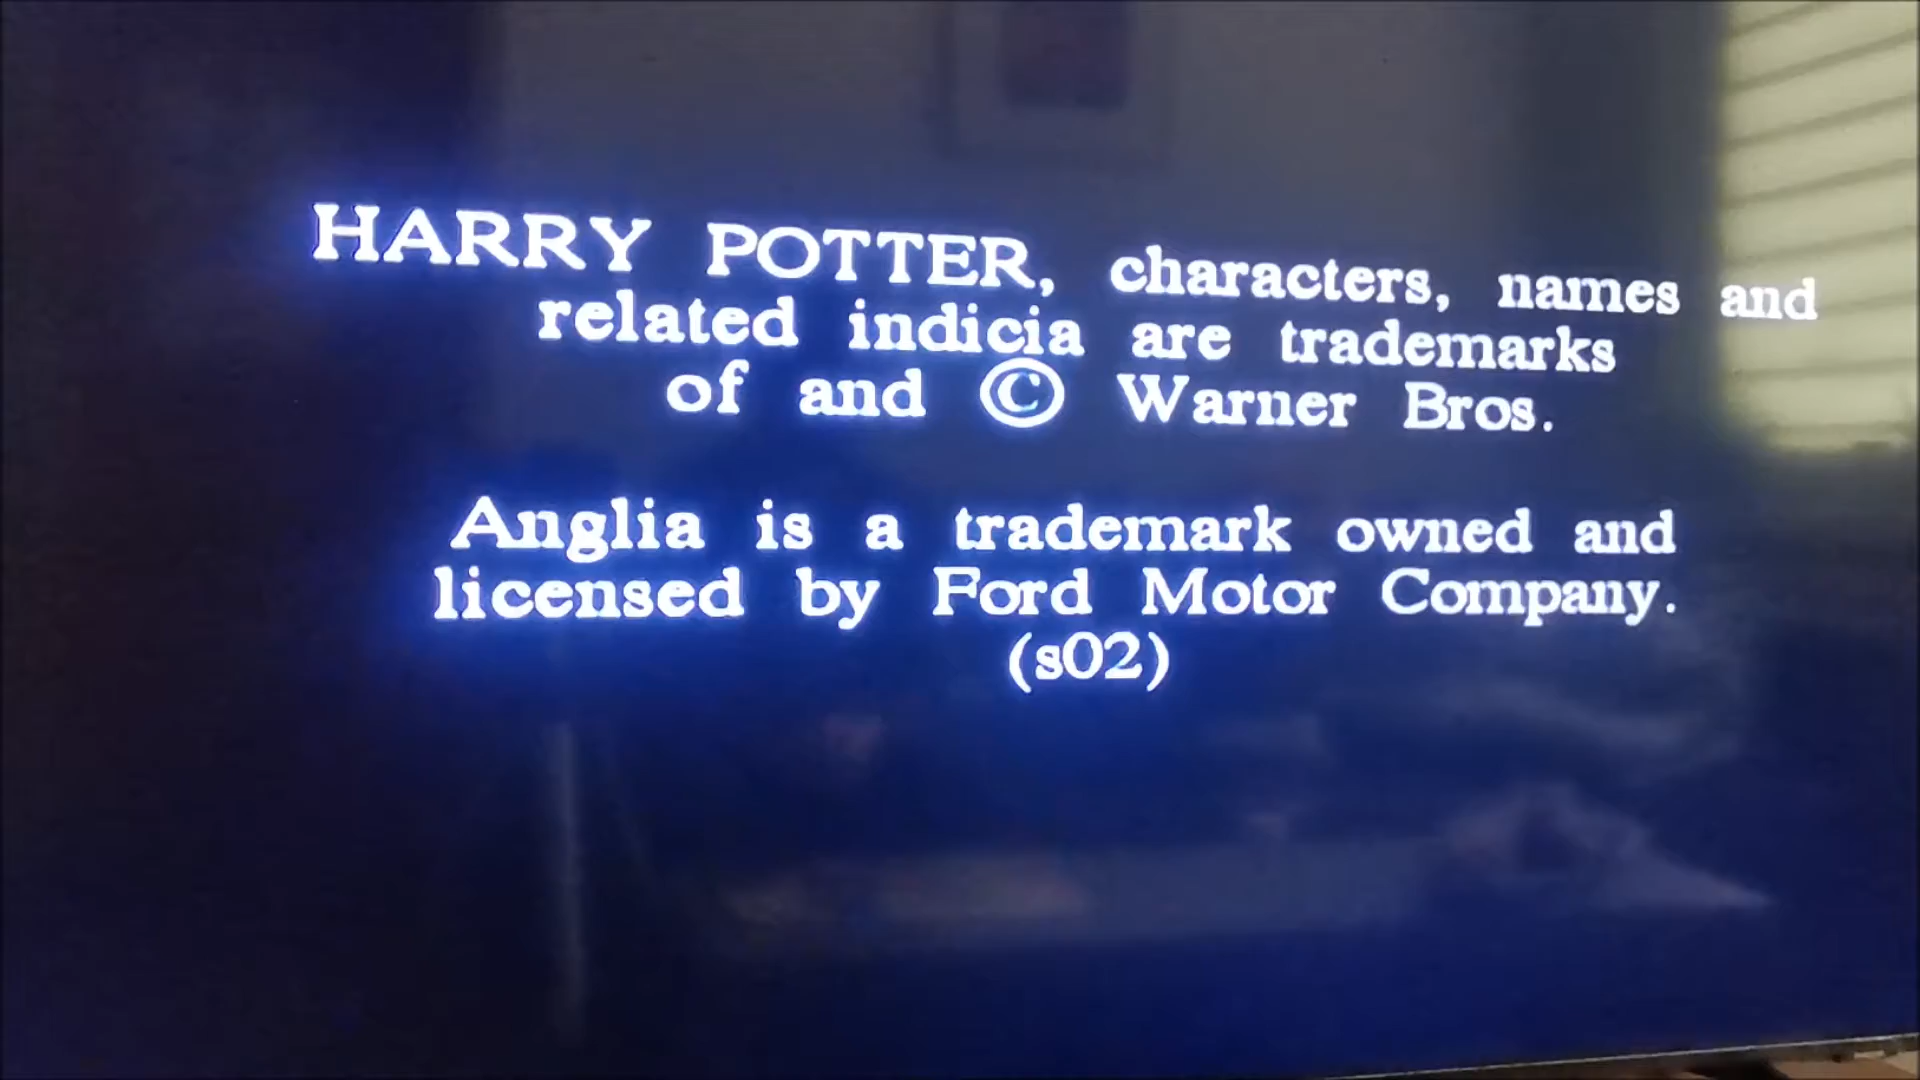 HARRY POTTER, characters, names and
related indicia are trademarks
of and © Warner Bros.
Anglia is a trademark owned and
licensed by Ford Motor Company.
(s02)